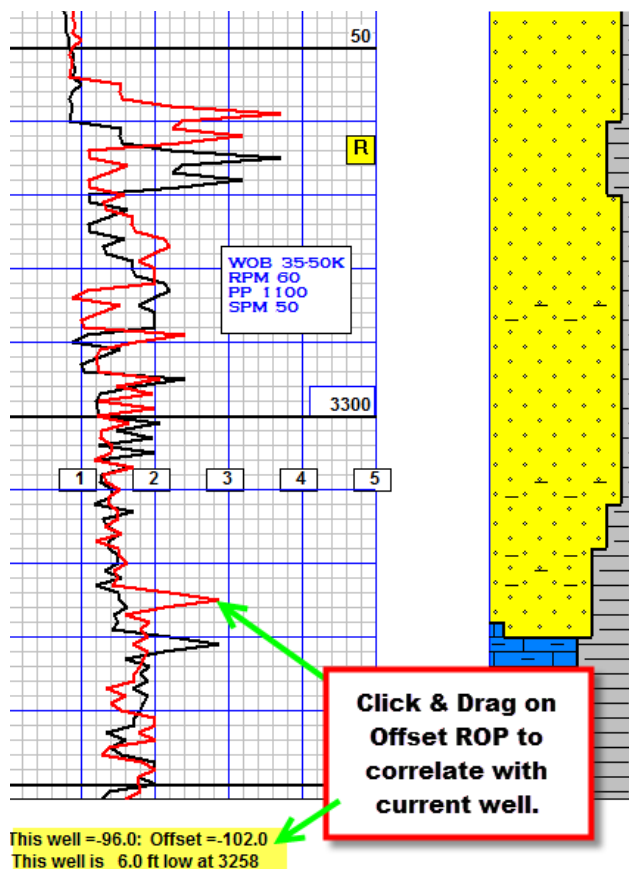 50
R
WOB 35-50K
RPM 60
PP 1100
SPM 50
3300
1 2 3 4 5
Click & Drag on
Offset ROP to
correlate with
current well.
This well =-96.0: Offset =-102.0
This well is 6.0 ft low at 3258